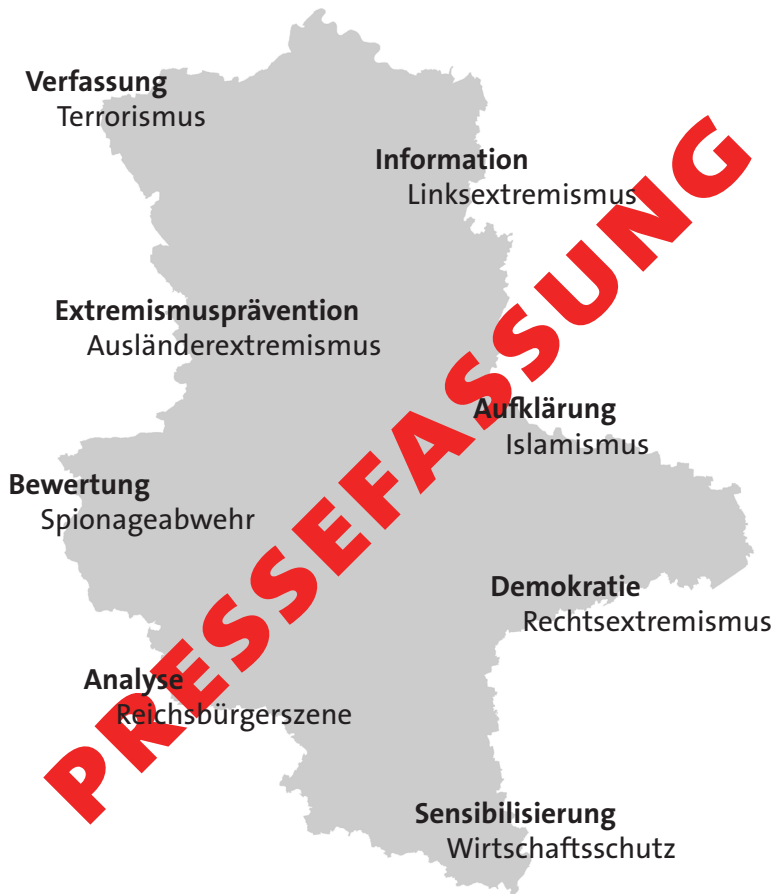 Verfassung
Terrorismus
Information
Linksextremismus
Extremismusprävention
Ausländerextremismus
Aufklärung
Islamismus
Bewertung
Spionageabwehr
Demokratie
Rechtsextremismus
Analyse
Reichsbürgerszene
Sensibilisierung
Wirtschaftsschutz
PRESSEFASSUNG